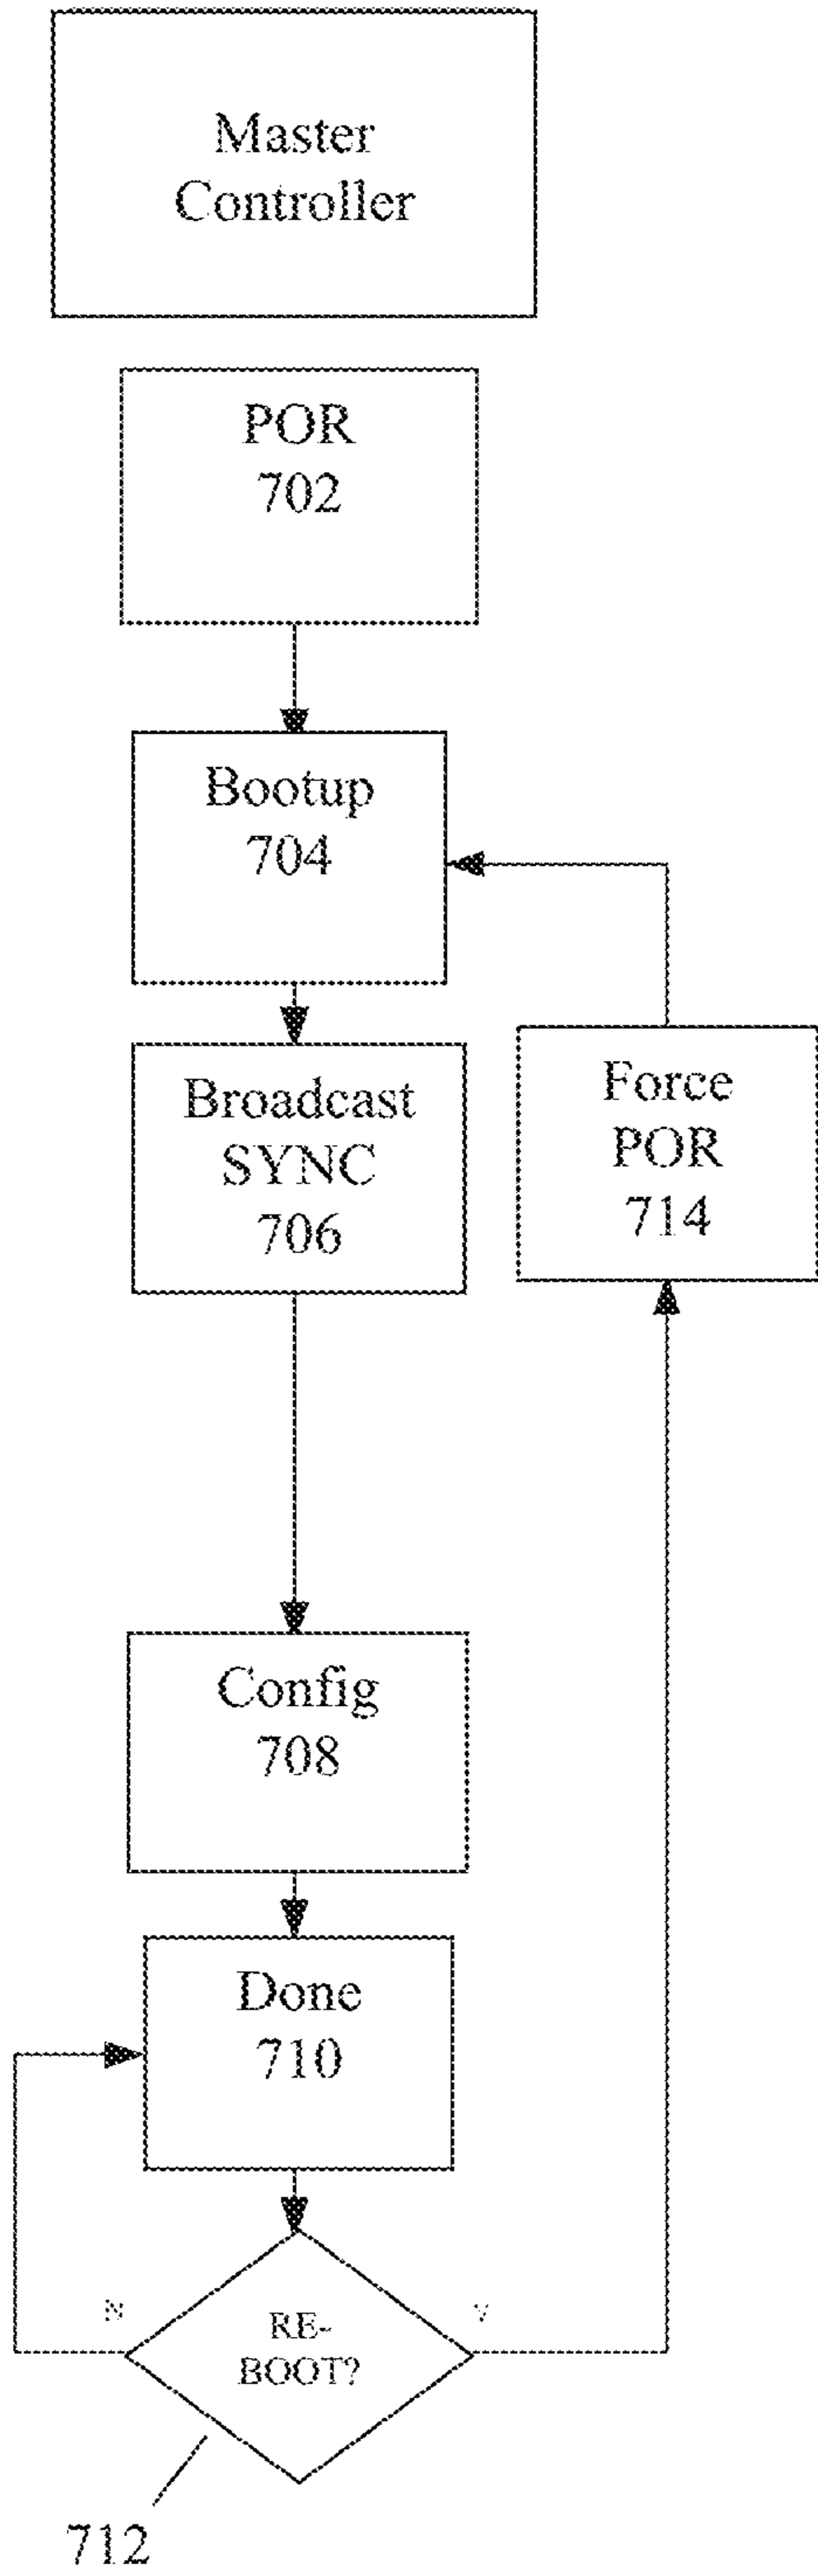 Master
Controller
POR
702
Bootup
704
Broadcast
SYNC
706
Force
POR
714
Config
708
Done
710
N
RE-
BOOT?
712